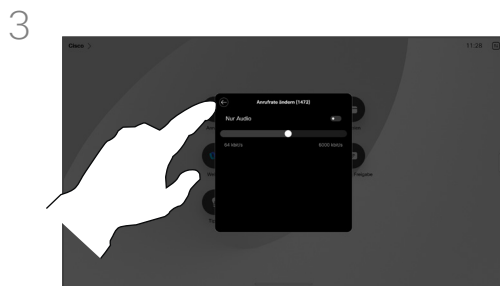 3
Cisco
11:28
Anrufrate ändern (1472)
Nur Audio
64 kbit/s
6000 kbit/s